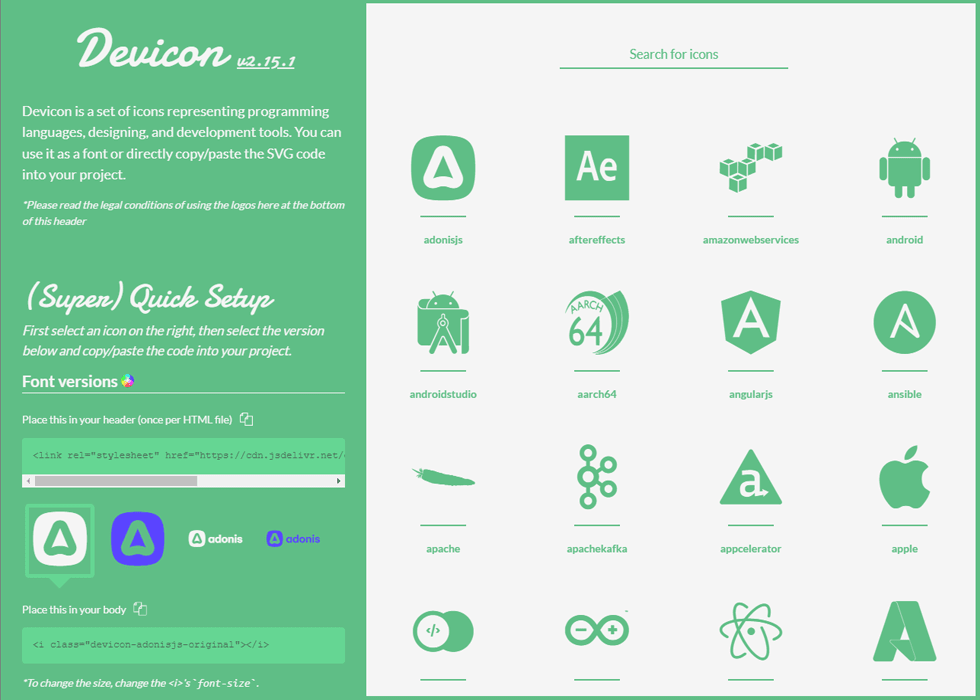 Devicon v2.15.1
Devicon is a set of icons representing programming
languages, designing, and development tools. You can
use it as a font or directly copy/paste the SVG code
into your project.
*Please read the legal conditions of using the logos here at the bottom
of this header
(Super) Quick Setup
First select an icon on the right, then select the version
below and copy/paste the code into your project.
Font versions
Place this in your header (once per HTML file)
<link rel="stylesheet" href="https://cdn.jsdelivr.net/
adonis adonis
Place this in your body
<i class="devicon-adonisjs-original"></i>
*To change the size, change the <i>'s `font-size`.
Search for icons
A Ae
adonisjs aftereffects amazonwebservices android
AARCH
64 A A
androidstudio aarch64 angularjs ansible
a
apache apachekafka appcelerator apple
</> A